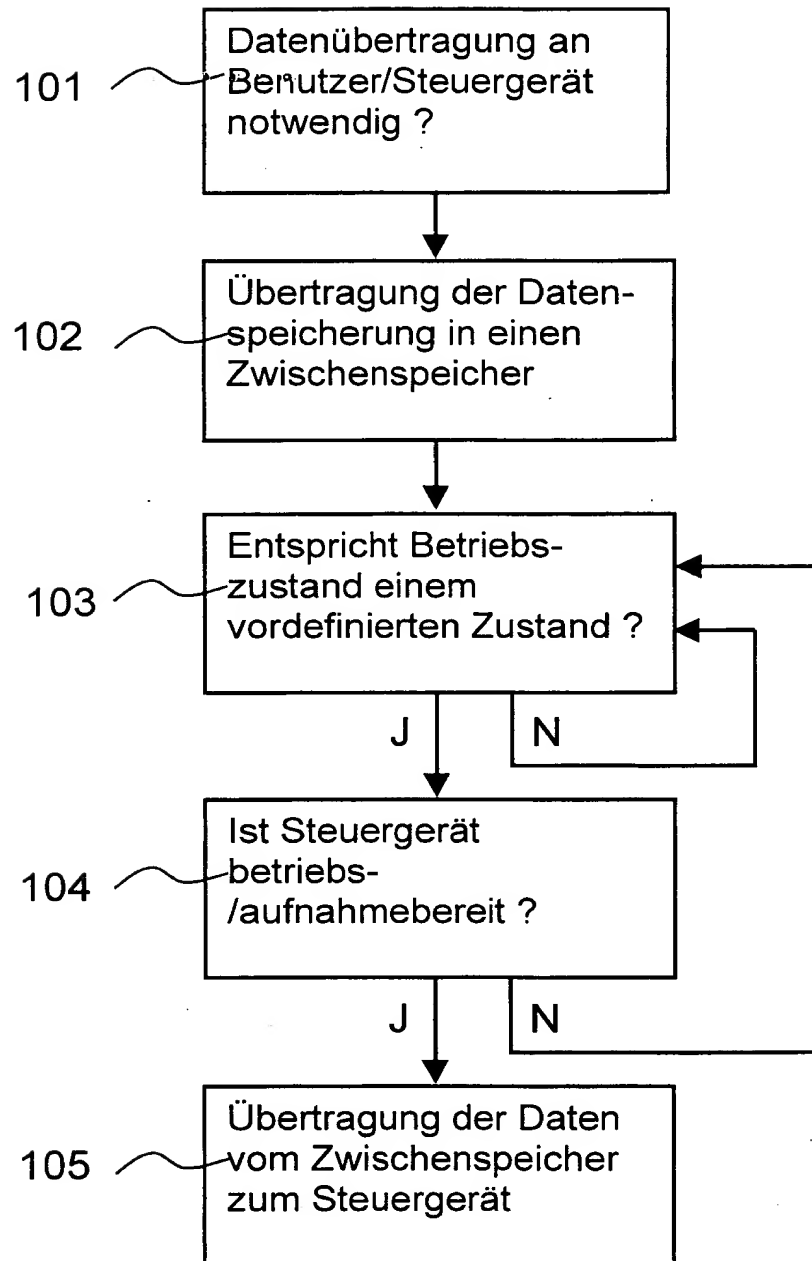 Datenübertragung an
101
Benutzer/Steuergerät
notwendig ?
Übertragung der Daten-
102
speicherung in einen
Zwischenspeicher
Entspricht Betriebs-
103
zustand einem
vordefinierten Zustand ?
J
N
Ist Steuergerät
104
betriebs-
/aufnahmebereit ?
J
N
Übertragung der Daten
105
vom Zwischenspeicher
zum Steuergerät